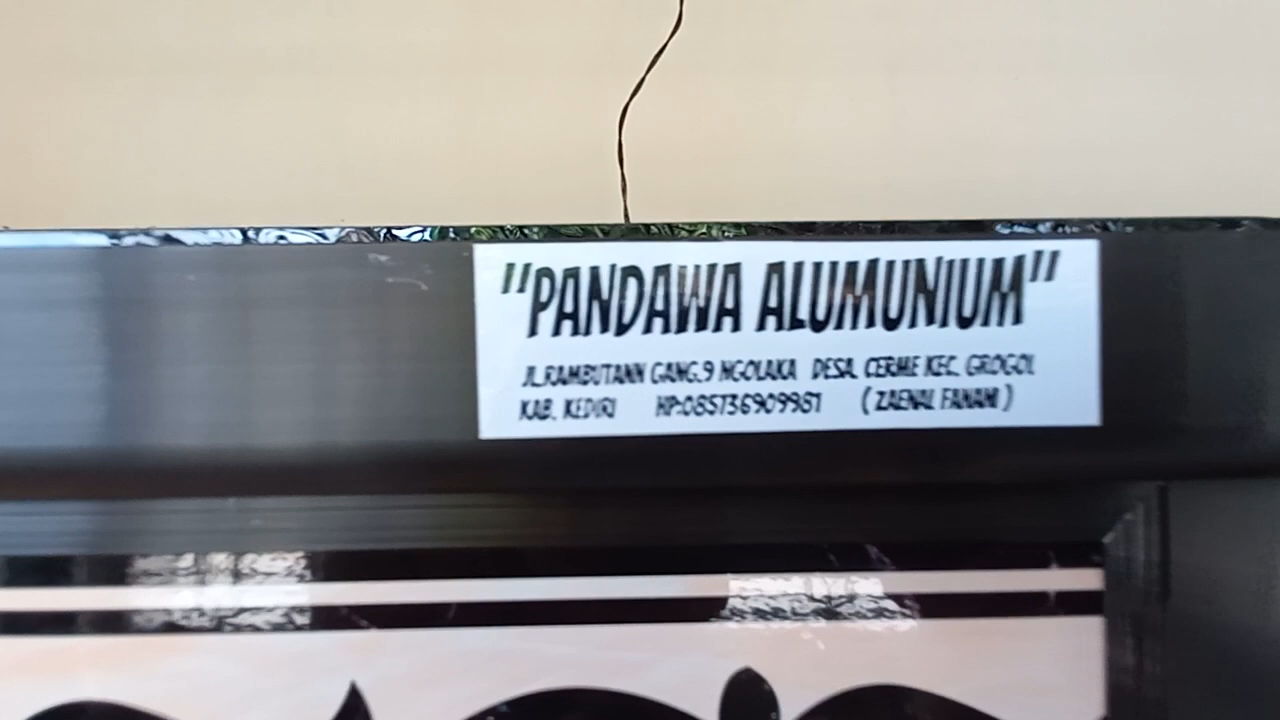 "PANDAWA ALUMUNIUM"
JL.RAMBUTANN GANG.9 NGOLAKA DESA. CERME KEC. GROGOL
KAB. KEDIRI HP:085736909981 (ZAENAL FANANI)